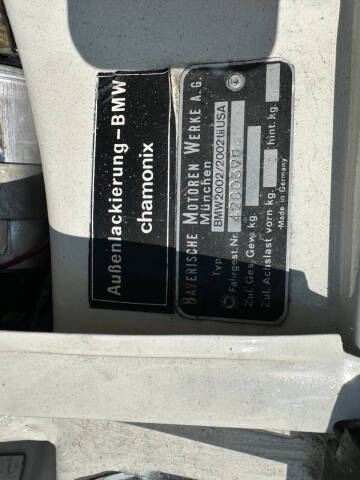 Außenlackierung-BMW
chamonix
BAYERISCHE MOTOREN WERKE A.G.
München
Typ BMW2002/2002tiiUSA
Fahrgest. Nr.
Zul. Ges. Gew. kg.
Zul. Achslast vorn kg. hint. kg.
-Made in Germany